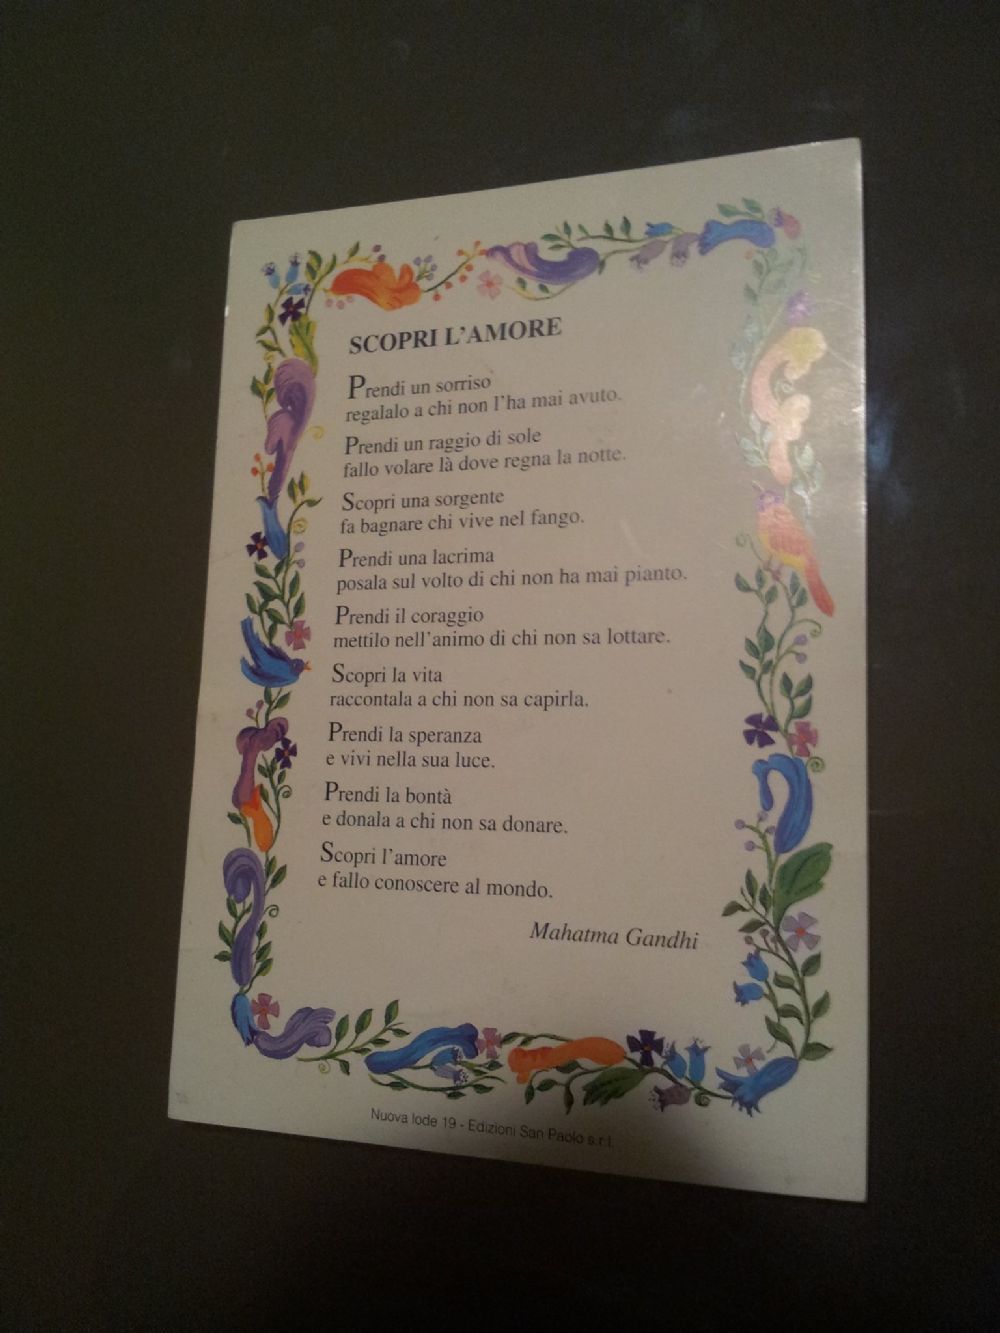 SCOPRI L'AMORE
Prendi un sorriso
regalalo a chi non l'ha mai avuto.
Prendi un raggio di sole
fallo volare là dove regna la notte.
Scopri una sorgente
fa bagnare chi vive nel fango.
Prendi una lacrima
posala sul volto di chi non ha mai pianto.
Prendi il coraggio
mettilo nell'animo di chi non sa lottare.
Scopri la vita
raccontala a chi non sa capirla.
Prendi la speranza
e vivi nella sua luce.
Prendi la bontà
e donala a chi non sa donare.
Scopri l'amore
e fallo conoscere al mondo.
Mahatma Gandhi
Nuova lode 19 - Edizioni San Paolo s.r.l.